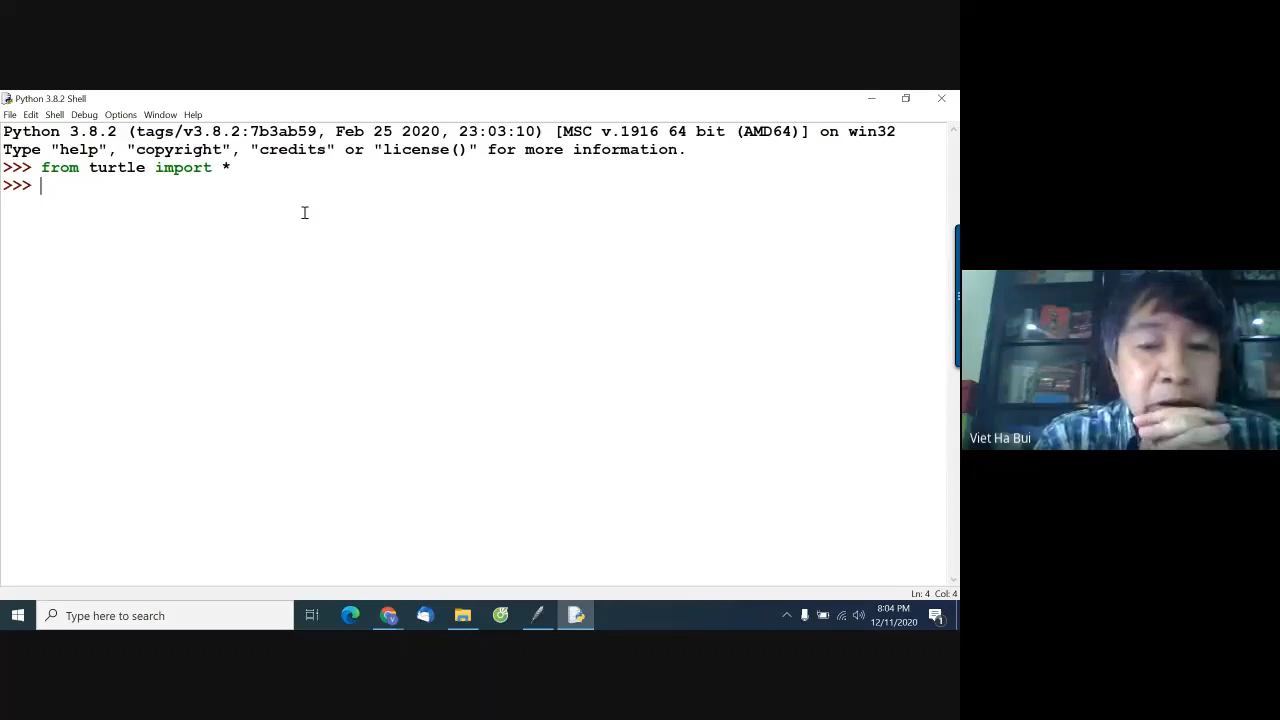 Python 3.8.2 Shell
File Edit Shell Debug Options Window Help
Python 3.8.2 (tags/v3.8.2:7b3ab59, Feb 25 2020, 23:03:10) [MSC v.1916 64 bit (AMD64)] on win32
Type "help", "copyright", "credits" or "license()" for more information.
>>> from turtle import *
>>>
Viet Ha Bui
Ln: 4 Col: 4
Type here to search
8:04 PM
12/11/2020
1